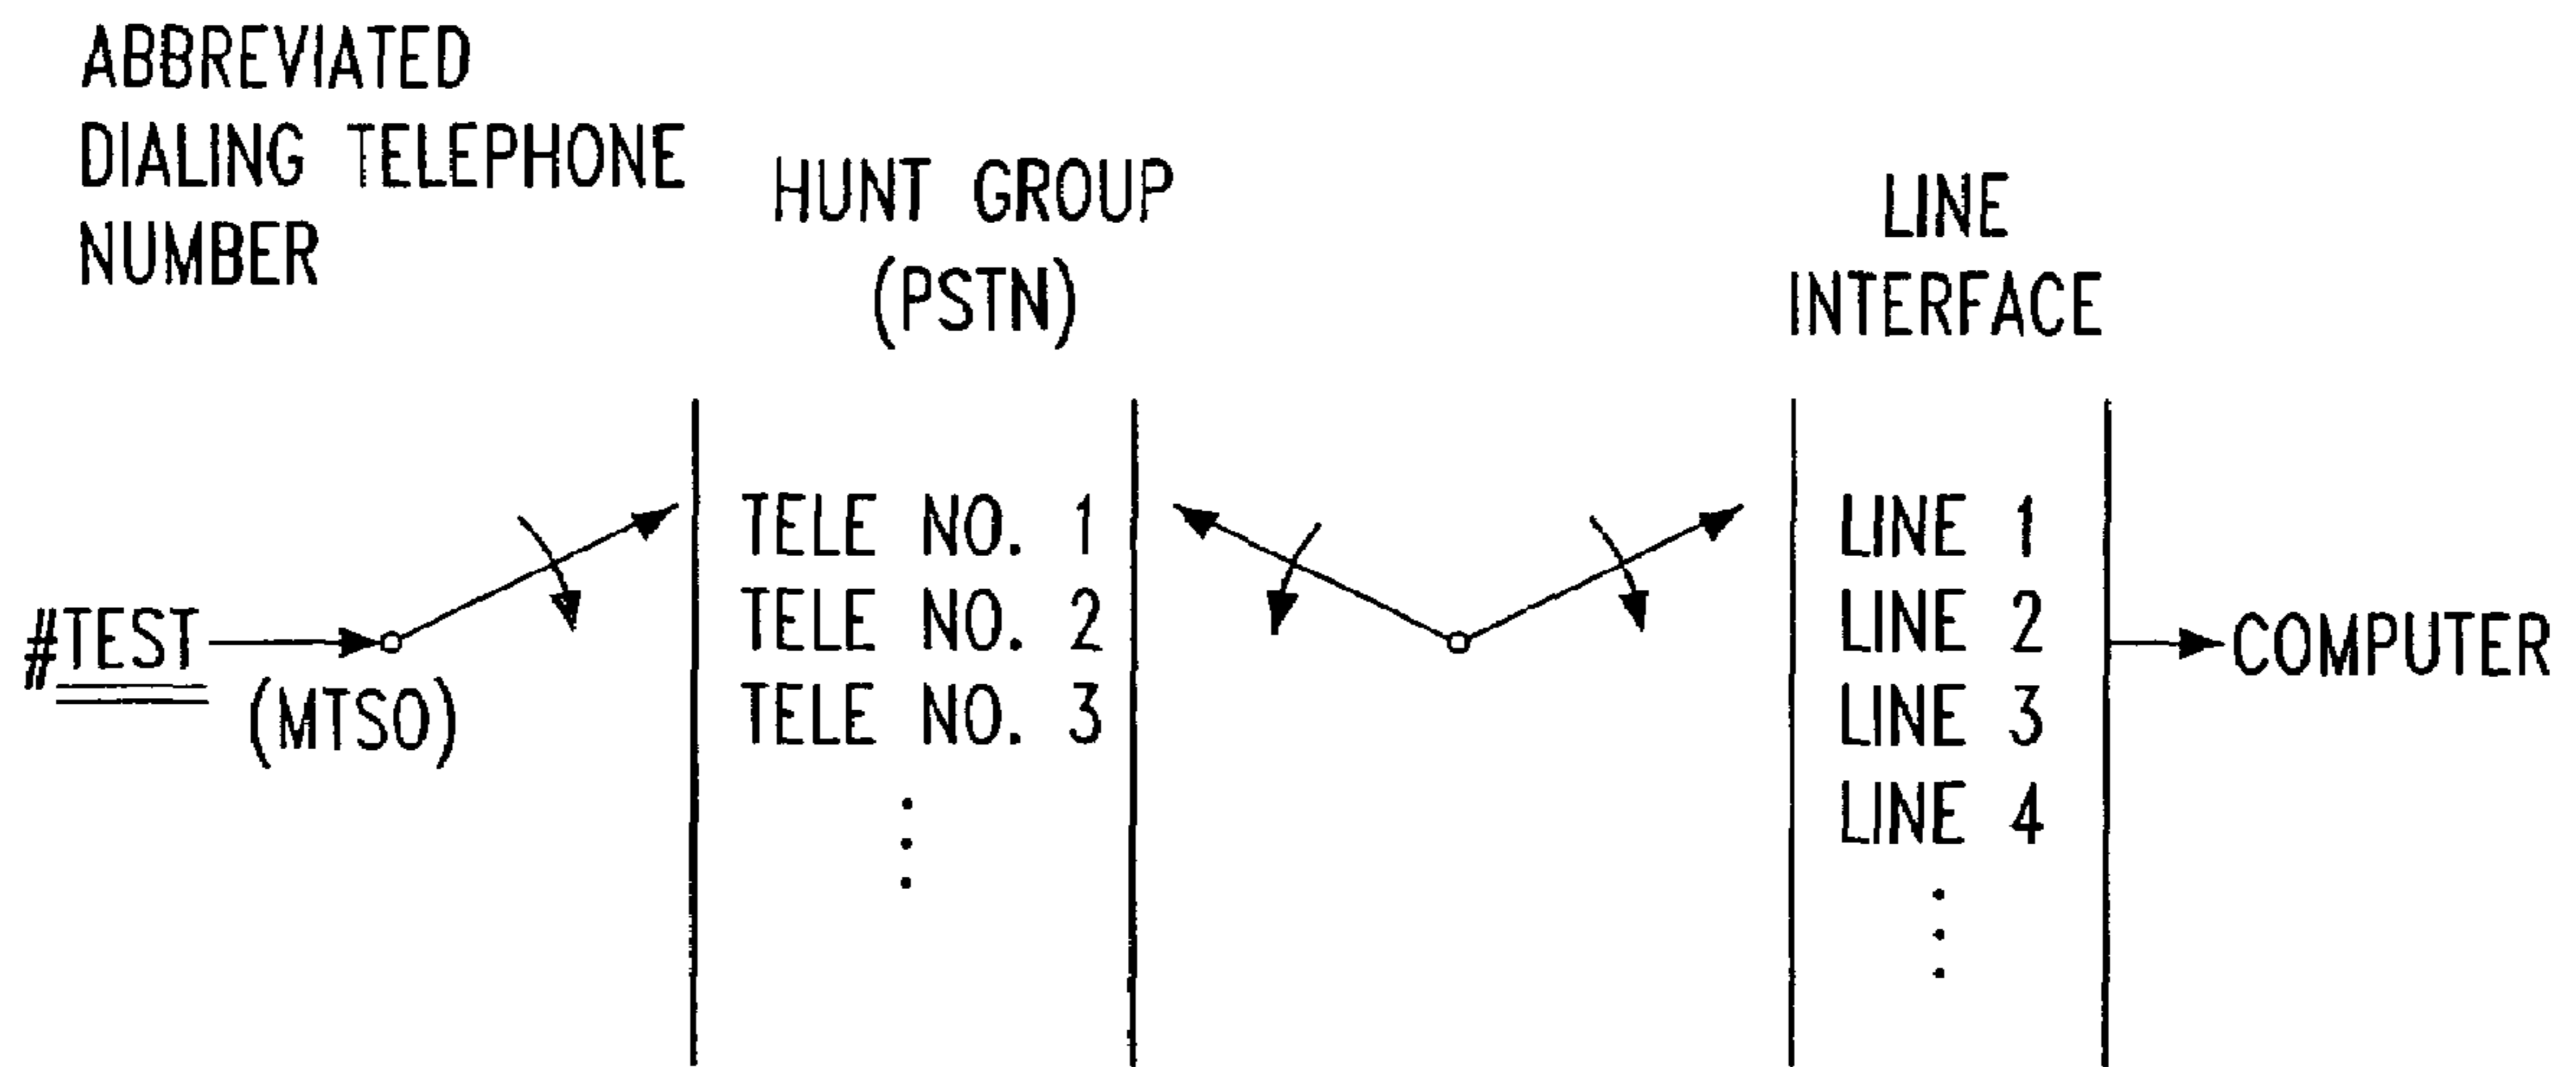 ABBREVIATED
DIALING TELEPHONE
NUMBER
HUNT GROUP
(PSTN)
LINE
INTERFACE
#TEST
(MTSO)
TELE NO. 1
TELE NO. 2
TELE NO. 3
LINE 1
LINE 2
LINE 3
LINE 4
COMPUTER